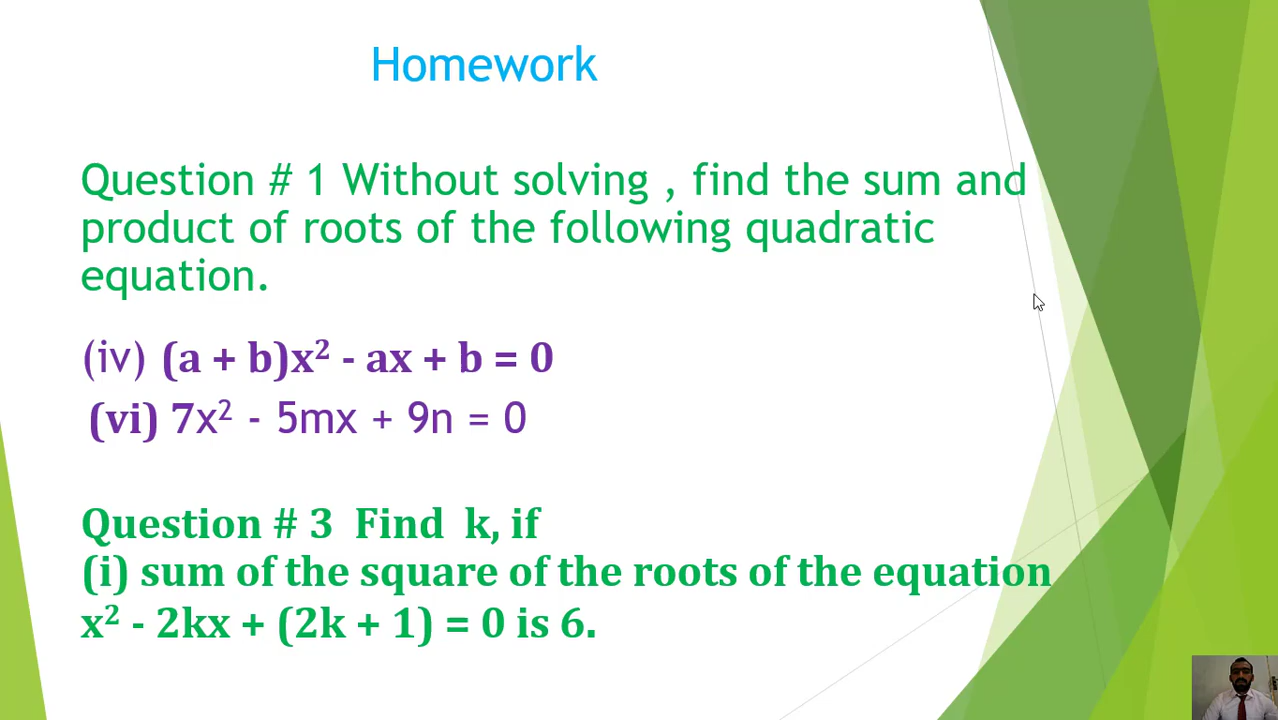 Homework
Question # 1 Without solving , find the sum and
product of roots of the following quadratic
equation.
(iv) (a + b)x² - ax + b = 0
(vi) 7x² - 5mx + 9n = 0
Question # 3 Find k, if
(i) sum of the square of the roots of the equation
x² - 2kx + (2k + 1) = 0 is 6.